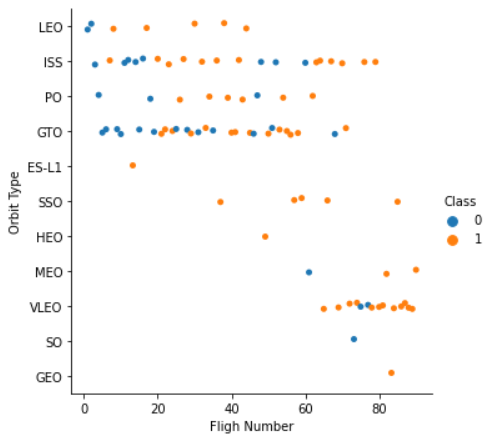 LEO
ISS
PO
GTO
ES-L1
SSO
HEO
MEO
VLEO
SO
GEO
Orbit Type
0 20 40 60 80
Fligh Number
Class
0
1